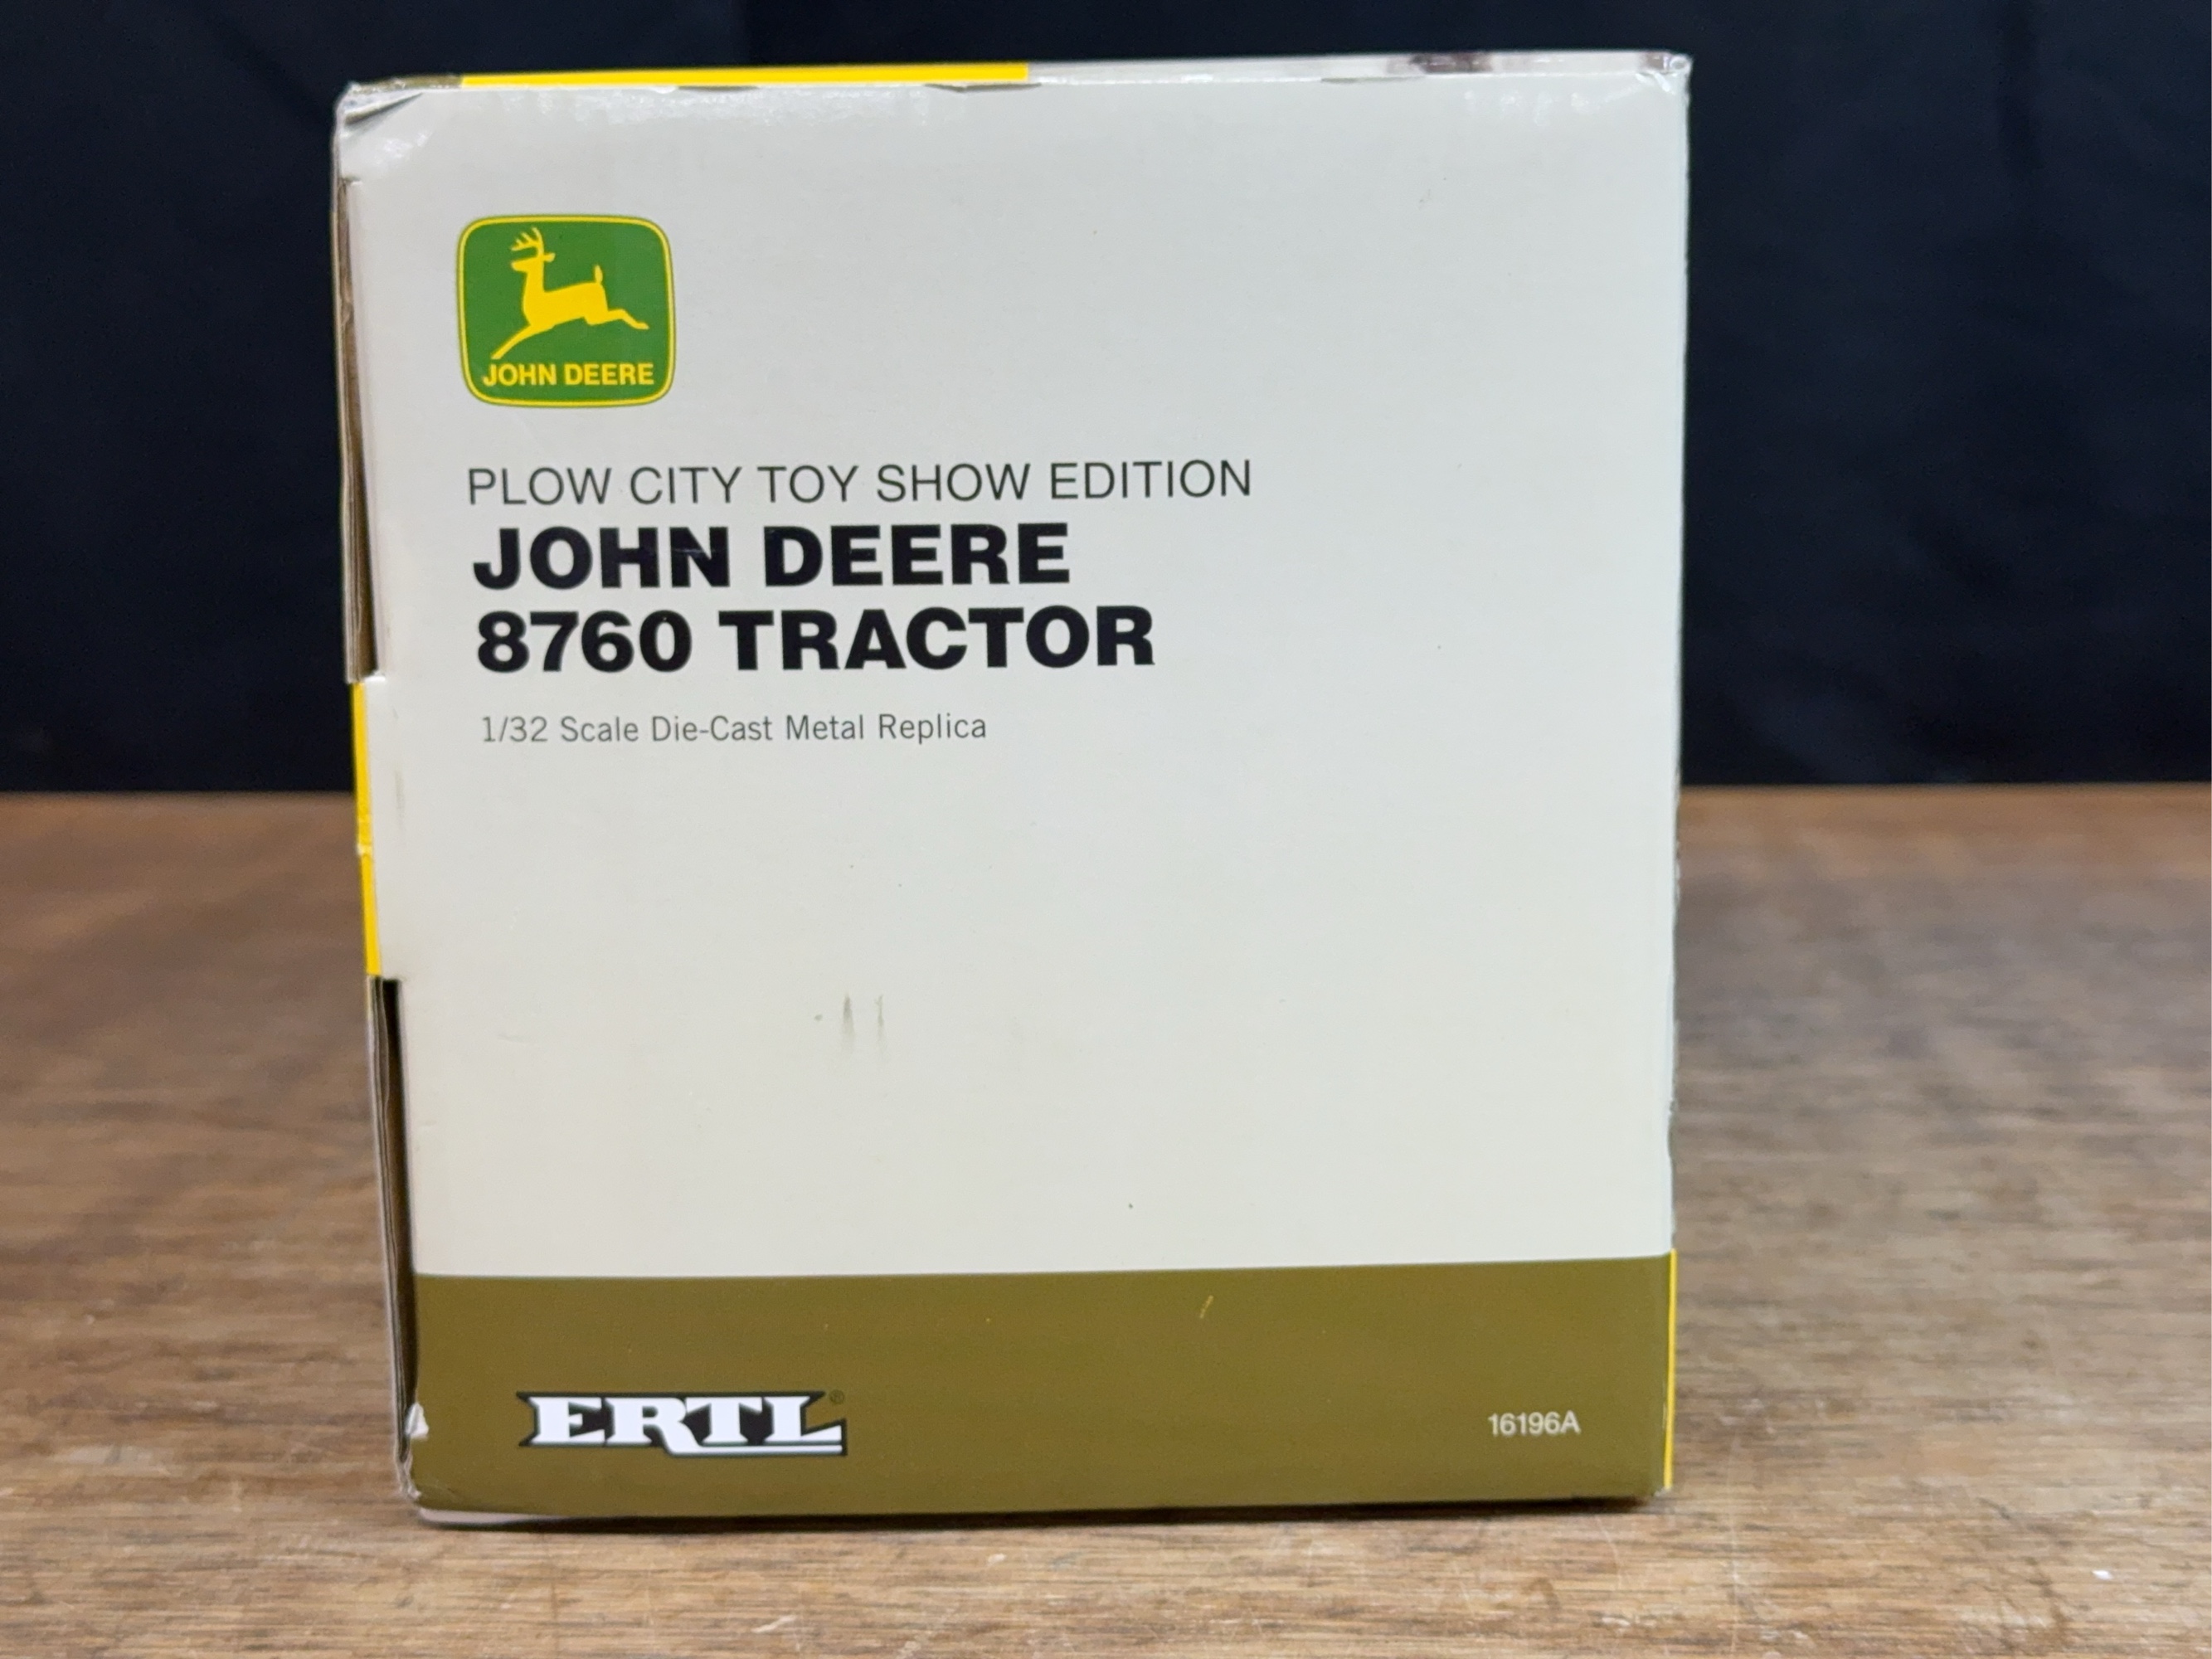 JOHN DEERE
PLOW CITY TOY SHOW EDITION
JOHN DEERE
8760 TRACTOR
1/32 Scale Die-Cast Metal Replica
ERTL®
16196A